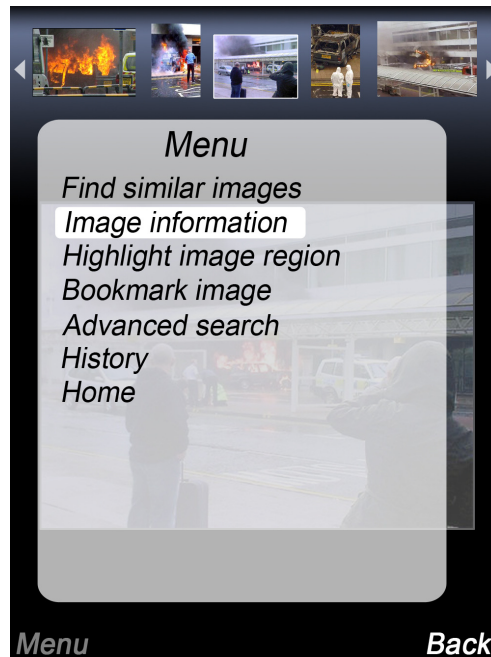 Menu
Find similar images
Image information
Highlight image region
Bookmark image
Advanced search
History
Home
Menu
Back